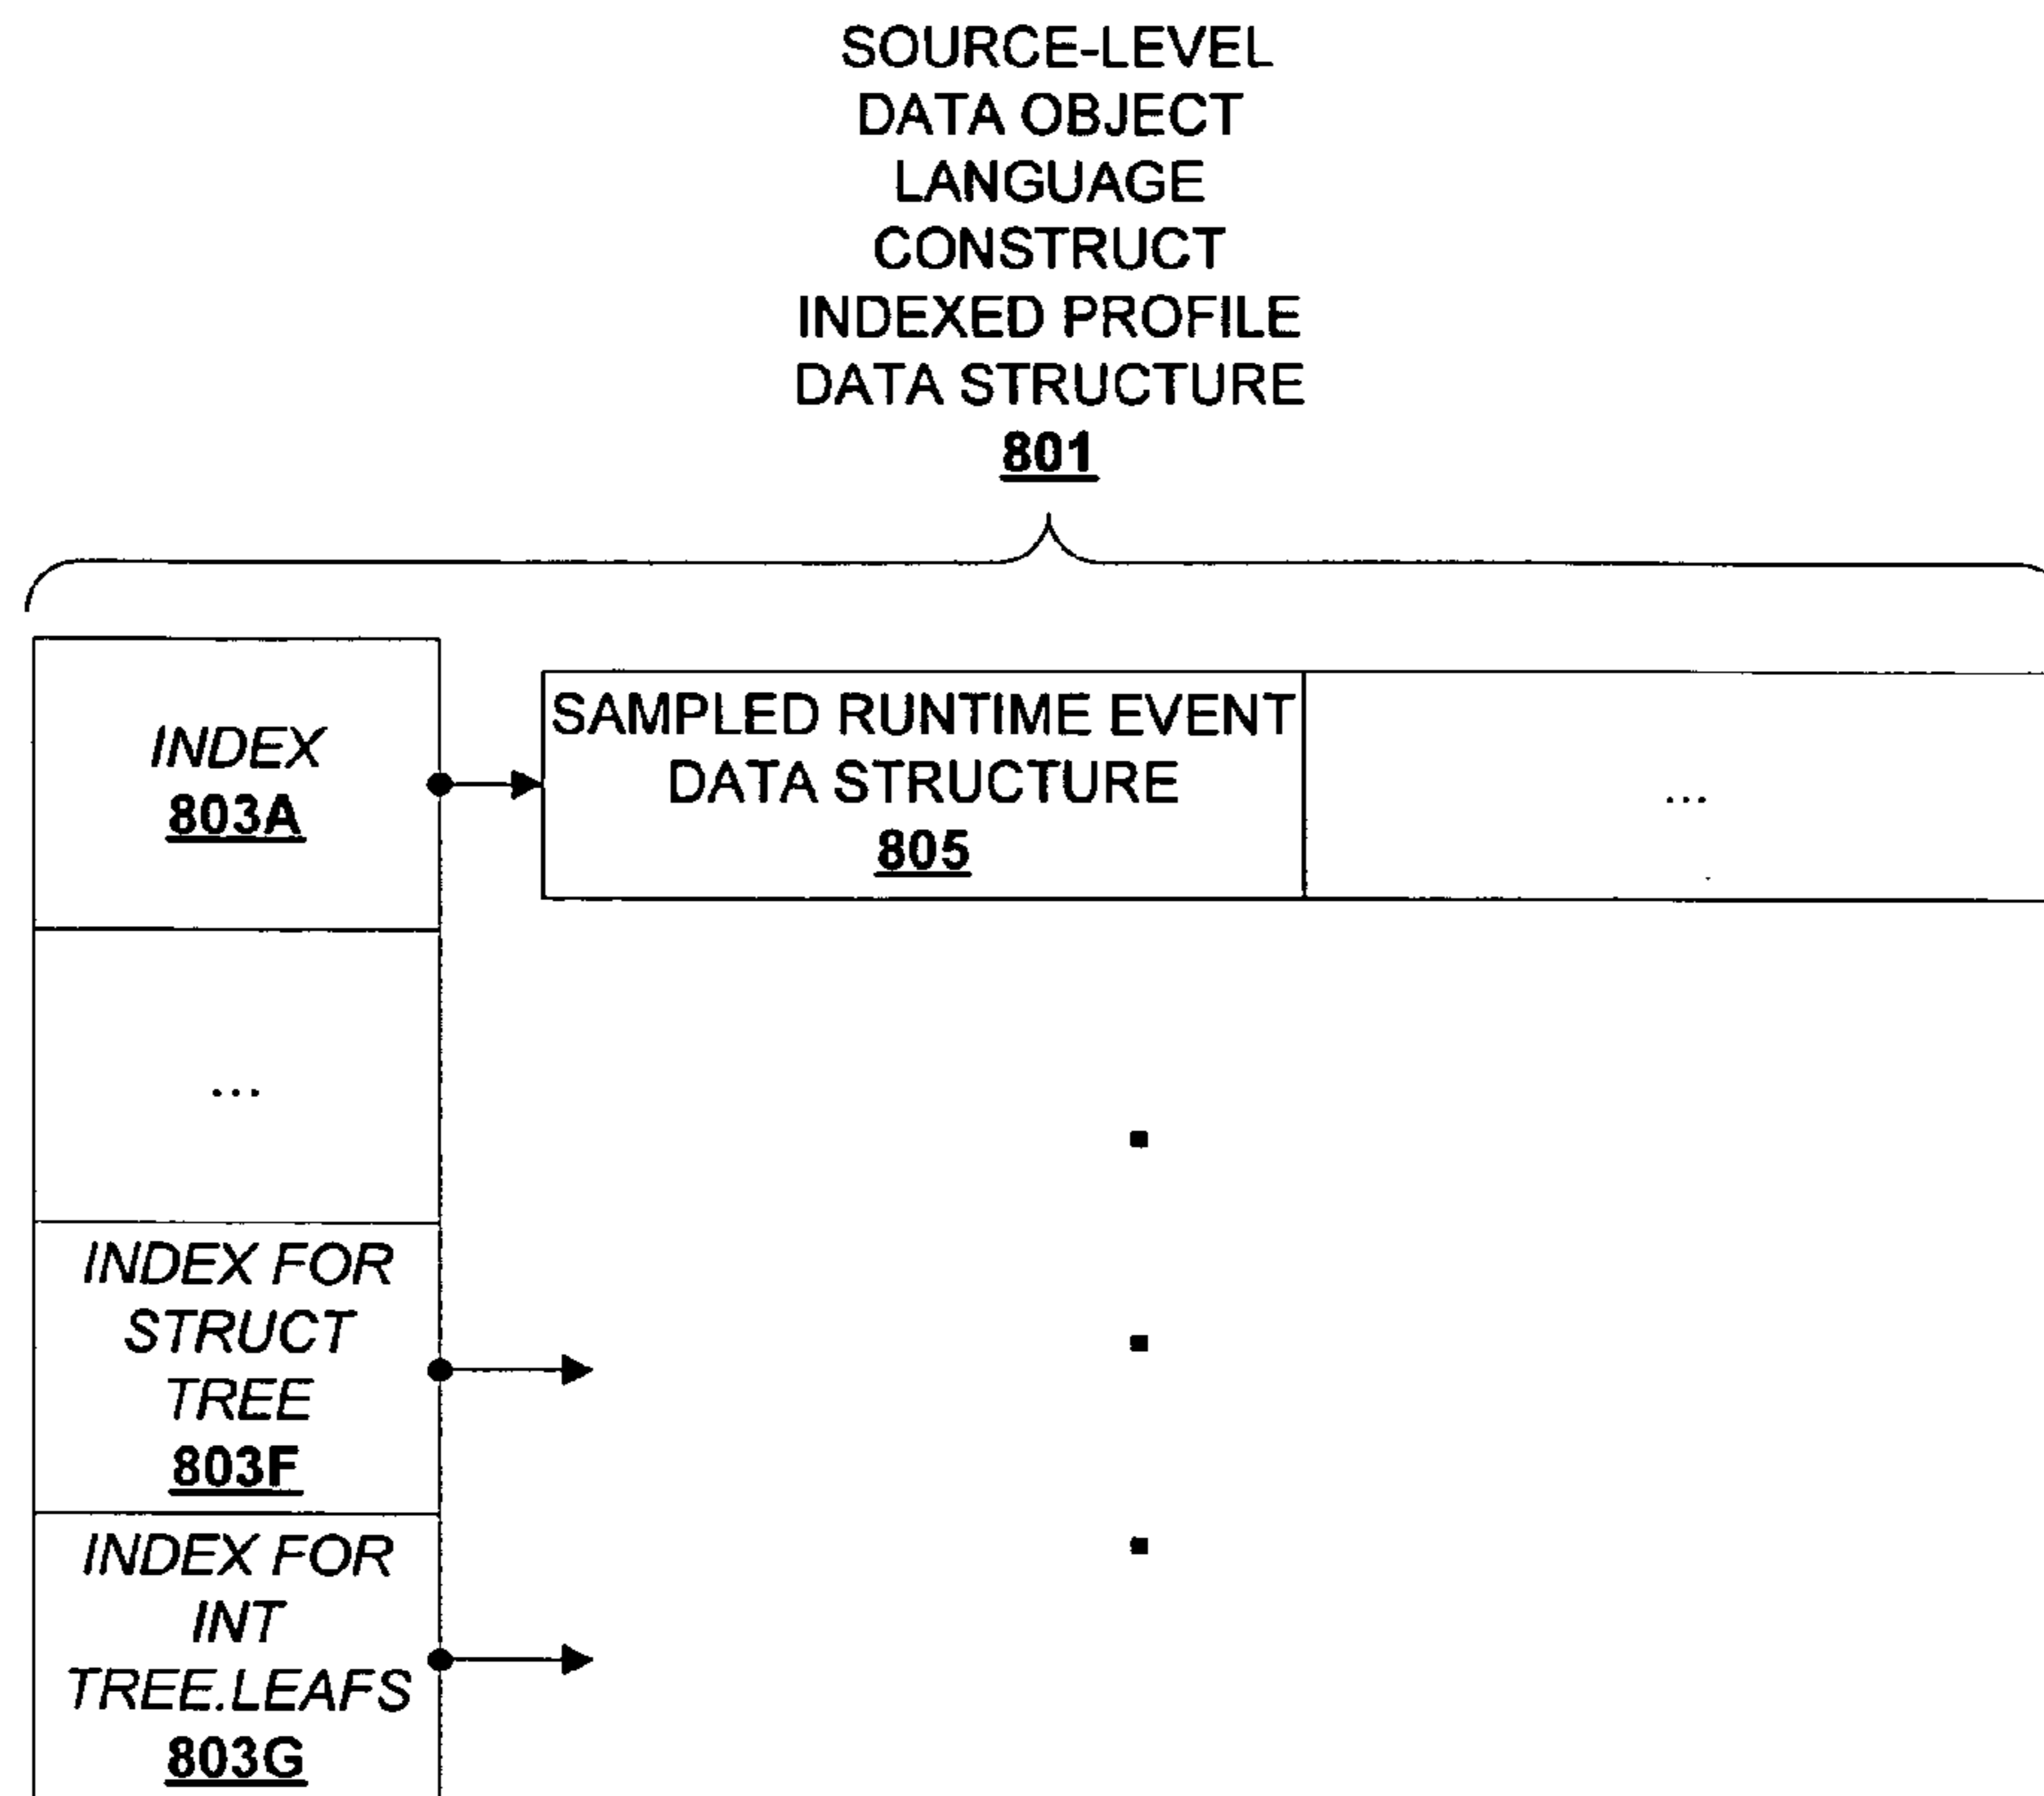 SOURCE-LEVEL
DATA OBJECT
LANGUAGE
CONSTRUCT
INDEXED PROFILE
DATA STRUCTURE
801
INDEX
803A
SAMPLED RUNTIME EVENT
DATA STRUCTURE
805
...
...
INDEX FOR
STRUCT
TREE
803F
INDEX FOR
INT
TREE.LEAFS
803G